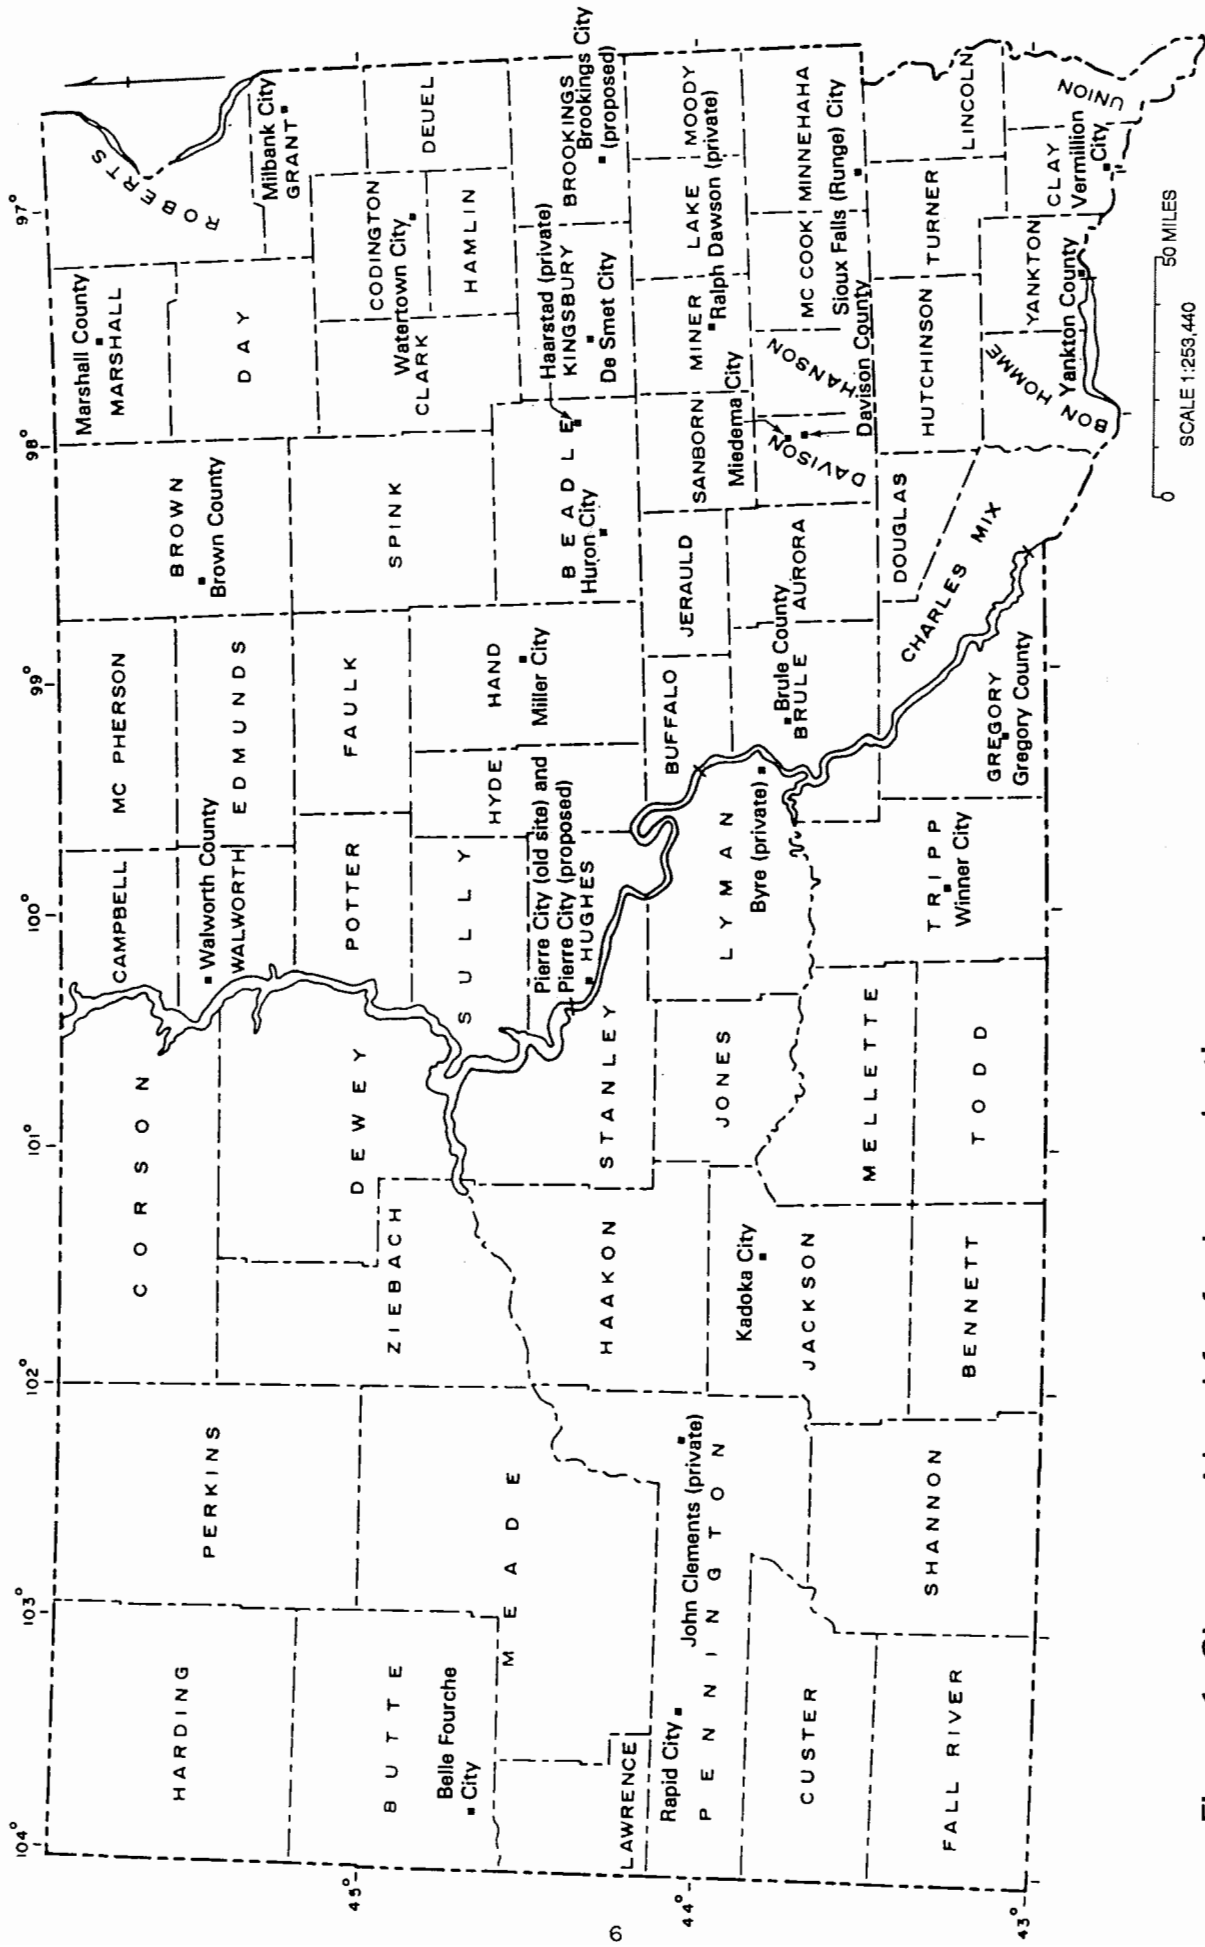 104°
103°
102°
101°
100°
99°
98°
97°
45°
44°
43°
HARDING
PERKINS
CORSON
CAMPBELL
MC PHERSON
BROWN
Brown County
Marshall County
MARSHALL
ROBERTS
Walworth County
WALWORTH
EDMUNDS
DAY
Milbank City
GRANT
BUTTE
Belle Fourche
City
MEADE
ZIEBACH
DEWEY
POTTER
FAULK
SPINK
CLARK
CODINGTON
Watertown City
DEUEL
HAMLIN
SULLY
HYDE
HAND
Miller City
BEADLE
Huron City
Haarstad (private)
KINGSBURY
De Smet City
BROOKINGS
Brookings City
(proposed)
LAWRENCE
HAAKON
STANLEY
Pierre City (old site) and
Pierre City (proposed)
HUGHES
Rapid City
PENNINGTON
John Clements (private)
JACKSON
Kadoka City
JONES
LYMAN
Byre (private)
BUFFALO
JERAULD
SANBORN
MINER
LAKE
MOODY
Ralph Dawson (private)
Brule County
BRULE
AURORA
Miedema City
DAVISON
Davison County
HANSON
MC COOK
MINNEHAHA
Sioux Falls (Runge) City
CUSTER
FALL RIVER
SHANNON
BENNETT
MELLETTE
TODD
TRIPP
Winner City
GREGORY
Gregory County
CHARLES MIX
DOUGLAS
HUTCHINSON
TURNER
LINCOLN
BON HOMME
YANKTON
Yankton County
CLAY
Vermillion
City
UNION
0
50 MILES
SCALE 1:253,440
6